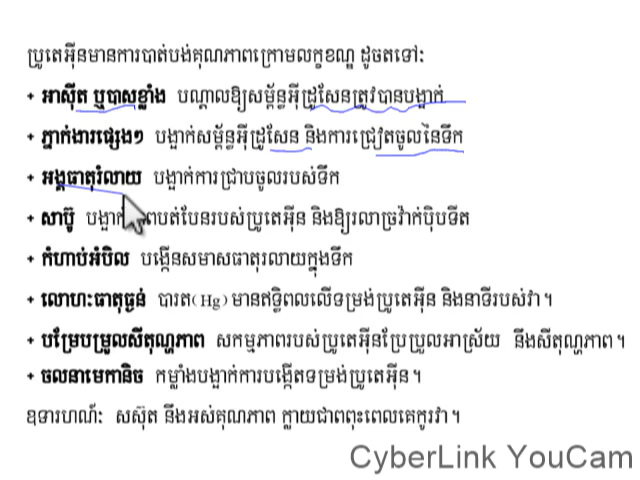 ប្រូតេអ៊ីនមានការបាត់បង់គុណភាពក្រោមលក្ខខណ្ឌ ដូចតទៅ:
+ អាស៊ីត ឬបាសខ្លាំង បណ្តាលឱ្យសម្ព័ន្ធអ៊ីដ្រូសែនត្រូវបានបង្អាក់
+ ភ្នាក់ងារផ្សេងៗ បង្អាក់សម្ព័ន្ធអ៊ីដ្រូសែន និងការជ្រៀតចូលនៃទឹក
+ អង្គធាតុរំលាយ បង្អាក់ការជ្រាបចូលរបស់ទឹក
+ សាប៊ូ បង្អាក់ បត់បែនរបស់ប្រូតេអ៊ីន និងឱ្យរលាច្រវ៉ាក់ប៉ិបទីត
+ កំហាប់អំបិល បង្កើនសមាសធាតុរលាយក្នុងទឹក
+ លោហៈធាតុធ្ងន់ បារត(Hg)មានឥទ្ធិពលលើទម្រង់ប្រូតេអ៊ីន និងនាទីរបស់វា។
+ បម្រែបម្រួលសីតុណ្ហភាព សកម្មភាពរបស់ប្រូតេអ៊ីនប្រែប្រួលអាស្រ័យ នឹងសីតុណ្ហភាព។
+ ចលនាមេកានិច កម្លាំងបង្អាក់ការបង្កើតទម្រង់ប្រូតេអ៊ីន។
ឧទារហណ៍: សស៊ុត នឹងអស់គុណភាព ក្លាយជាពពុះពេលគេកូរវា។
CyberLink YouCam